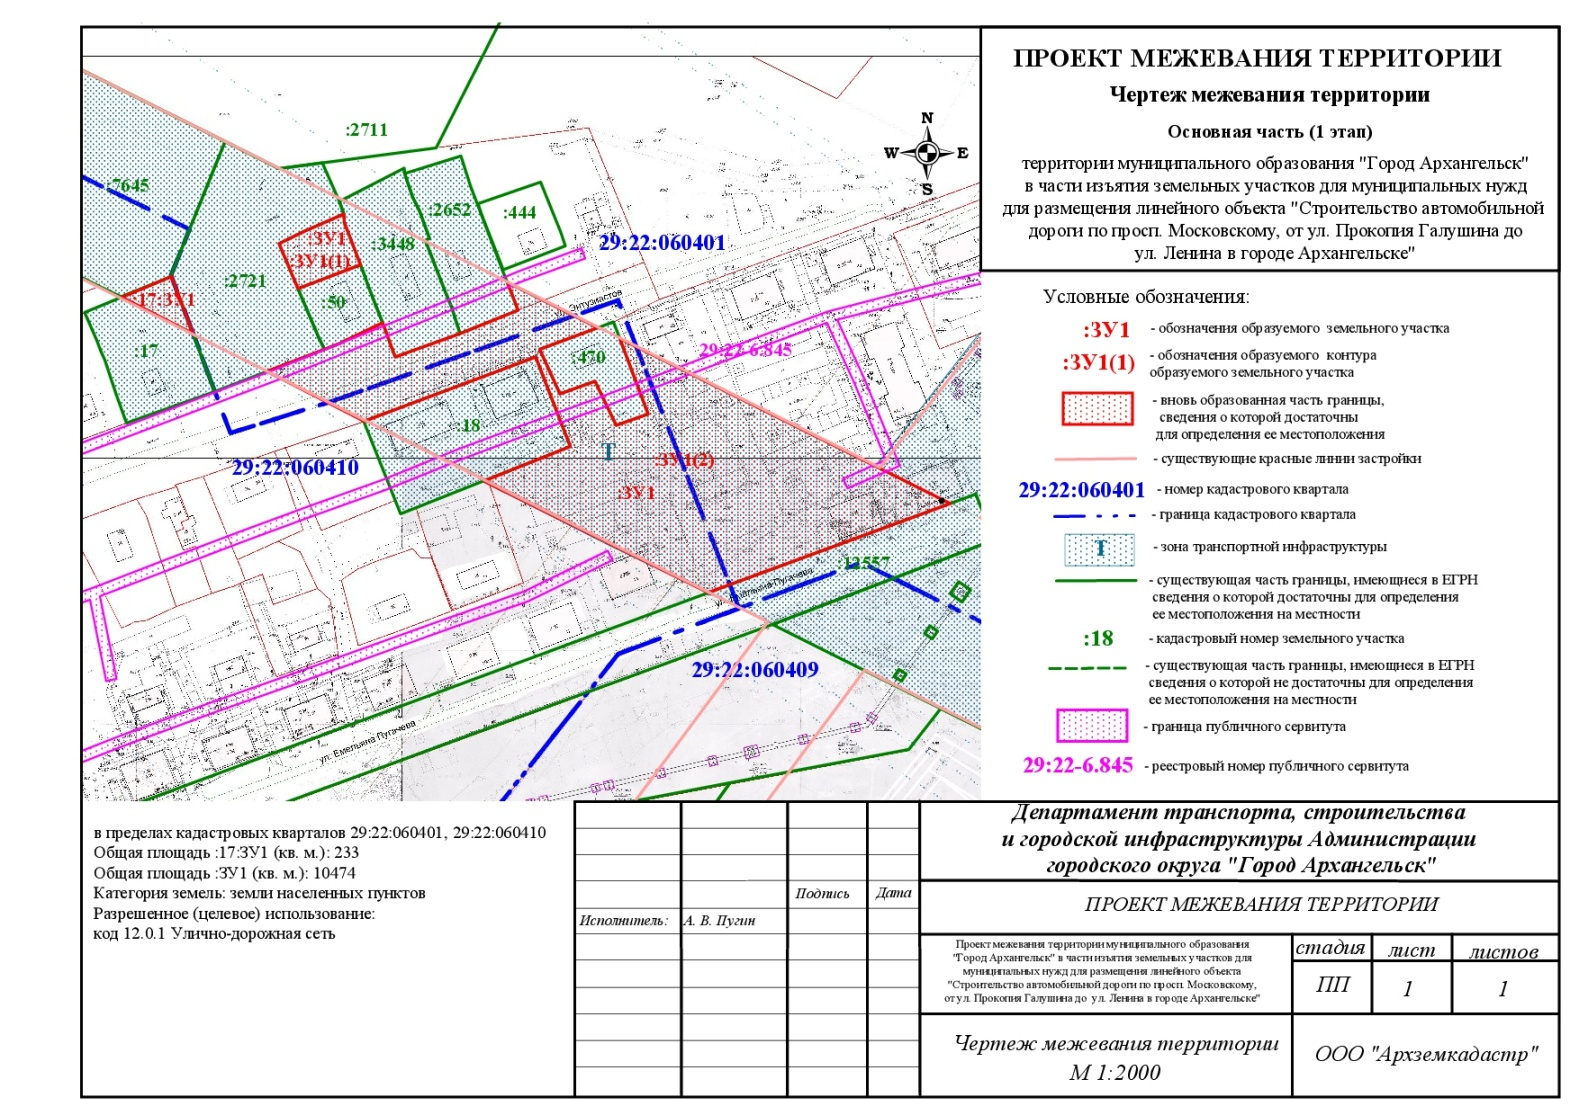 ПРОЕКТ МЕЖЕВАНИЯ ТЕРРИТОРИИ
Чертеж межевания территории
Основная часть (1 этап)
территории муниципального образования "Город Архангельск"
в части изъятия земельных участков для муниципальных нужд
для размещения линейного объекта "Строительство автомобильной
дороги по просп. Московскому, от ул. Прокопия Галушина до
ул. Ленина в городе Архангельске"
N
W
E
S
:2711
:7645
:2652
:444
:ЗУ1
:3448
29:22:060401
:ЗУ1(1)
:2721
:17:ЗУ1
:50
Энтузиастов
:17
:470
29:22-6.845
:18
Т
29:22:060410
:ЗУ1(2)
:ЗУ1
:13557
ул. Емельяна Пугачева
29:22:060409
ул. Емельяна Пугачева
Условные обозначения:
:ЗУ1 - обозначения образуемого земельного участка
:ЗУ1(1) - обозначения образуемого контура
образуемого земельного участка
- вновь образованная часть границы,
сведения о которой достаточны
для определения ее местоположения
- существующие красные линии застройки
29:22:060401 - номер кадастрового квартала
- граница кадастрового квартала
Т - зона транспортной инфраструктуры
- существующая часть границы, имеющиеся в ЕГРН
сведения о которой достаточны для определения
ее местоположения на местности
:18 - кадастровый номер земельного участка
- существующая часть границы, имеющиеся в ЕГРН
сведения о которой не достаточны для определения
ее местоположения на местности
- граница публичного сервитута
29:22-6.845 - реестровый номер публичного сервитута
в пределах кадастровых кварталов 29:22:060401, 29:22:060410
Общая площадь :17:ЗУ1 (кв. м.): 233
Общая площадь :ЗУ1 (кв. м.): 10474
Категория земель: земли населенных пунктов
Разрешенное (целевое) использование:
код 12.0.1 Улично-дорожная сеть
Подпись Дата
Исполнитель: А. В. Пугин
Департамент транспорта, строительства
и городской инфраструктуры Администрации
городского округа "Город Архангельск"
ПРОЕКТ МЕЖЕВАНИЯ ТЕРРИТОРИИ
Проект межевания территории муниципального образования
"Город Архангельск" в части изъятия земельных участков для
муниципальных нужд для размещения линейного объекта
"Строительство автомобильной дороги по просп. Московскому,
от ул. Прокопия Галушина до ул. Ленина в городе Архангельске"
стадия лист листов
ПП 1 1
Чертеж межевания территории
М 1:2000
ООО "Архземкадастр"